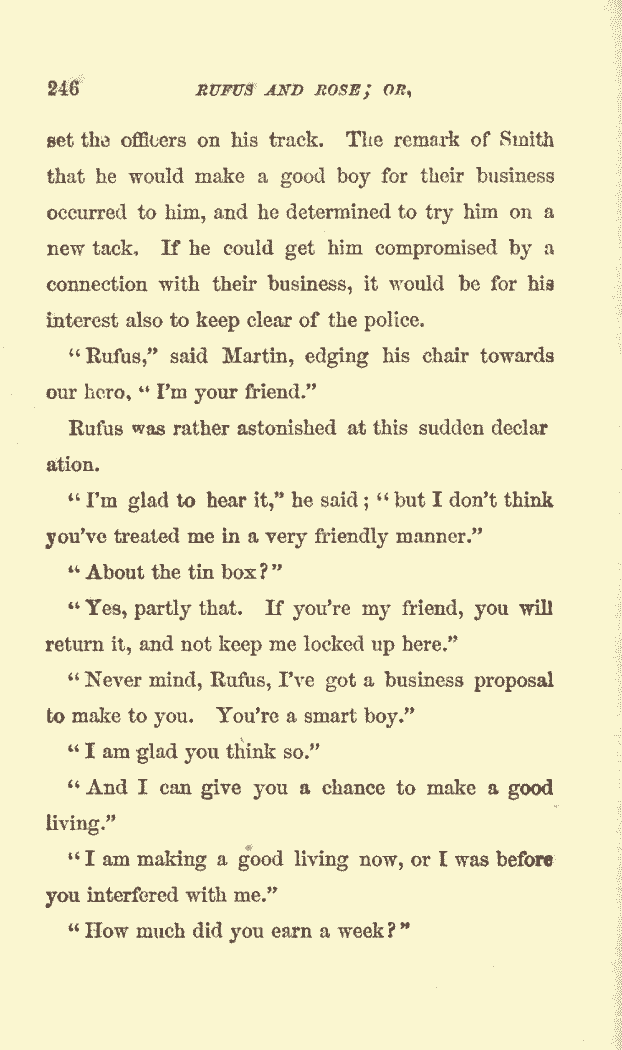 246 RUFUS AND ROSE; OR,
set the officers on his track. The remark of Smith
that he would make a good boy for their business
occurred to him, and he determined to try him on a
new tack. If he could get him compromised by a
connection with their business, it would be for his
interest also to keep clear of the police.
“Rufus,” said Martin, edging his chair towards
our hero, “I'm your friend.”
Rufus was rather astonished at this sudden declar
ation.
“I'm glad to hear it,” he said; “but I don't think
you've treated me in a very friendly manner.”
“About the tin box?”
“Yes, partly that. If you're my friend, you will
return it, and not keep me locked up here.”
“Never mind, Rufus, I've got a business proposal
to make to you. You're a smart boy.”
“I am glad you think so.”
“And I can give you a chance to make a good
living.”
“I am making a good living now, or I was before
you interfered with me.”
“How much did you earn a week?”